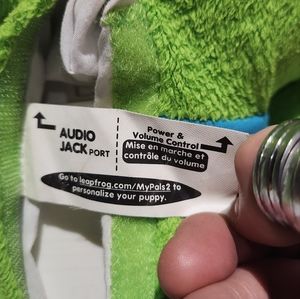 AUDIO
JACK PORT
Power &
Volume Control
Mise en marche et
contrôle du volume
Go to leapfrog.com/MyPals2 to
personalize your puppy.